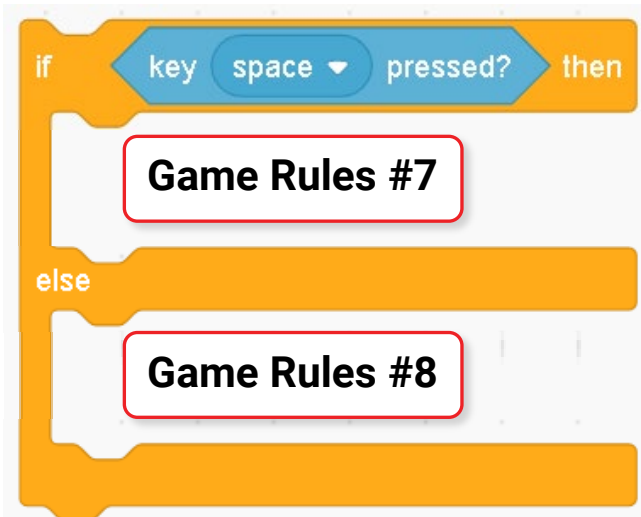 if key space pressed? then
Game Rules #7
else
Game Rules #8